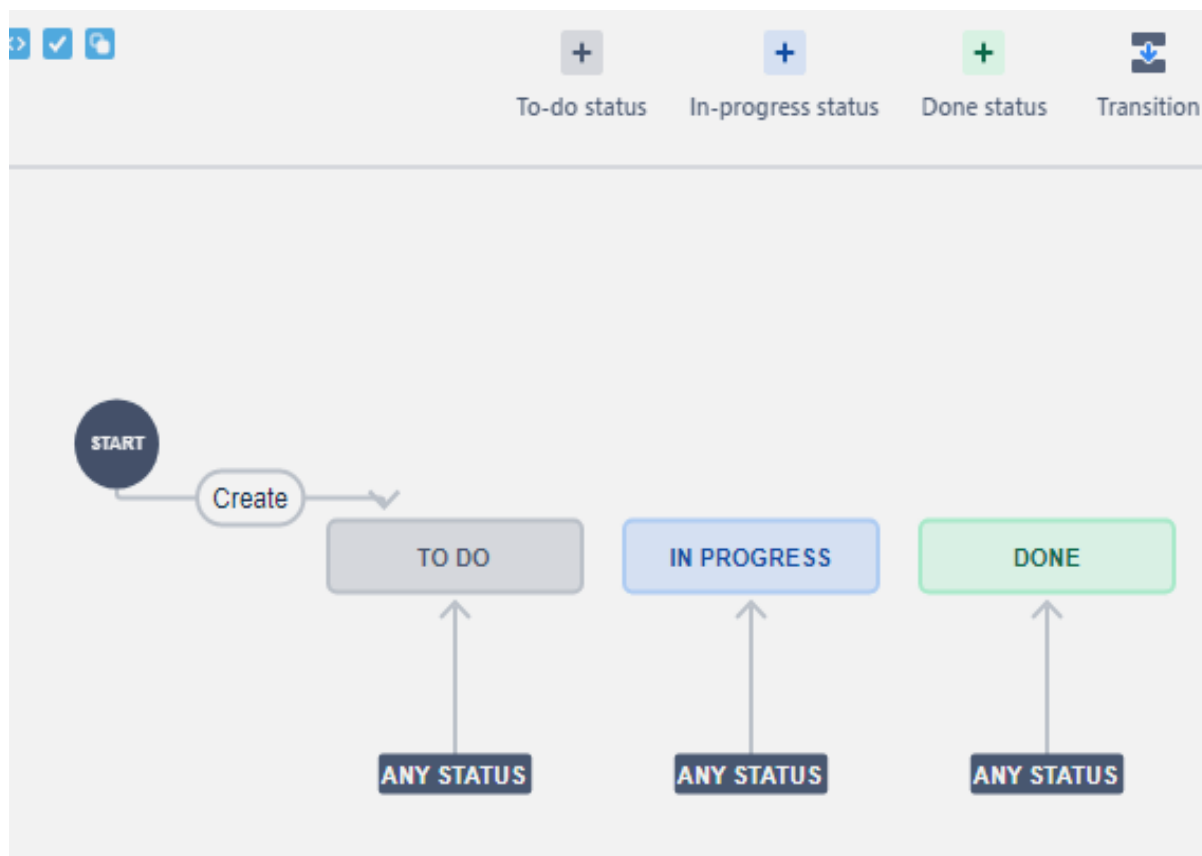 To-do status
In-progress status
Done status
Transition
START
Create
TO DO
IN PROGRESS
DONE
ANY STATUS
ANY STATUS
ANY STATUS